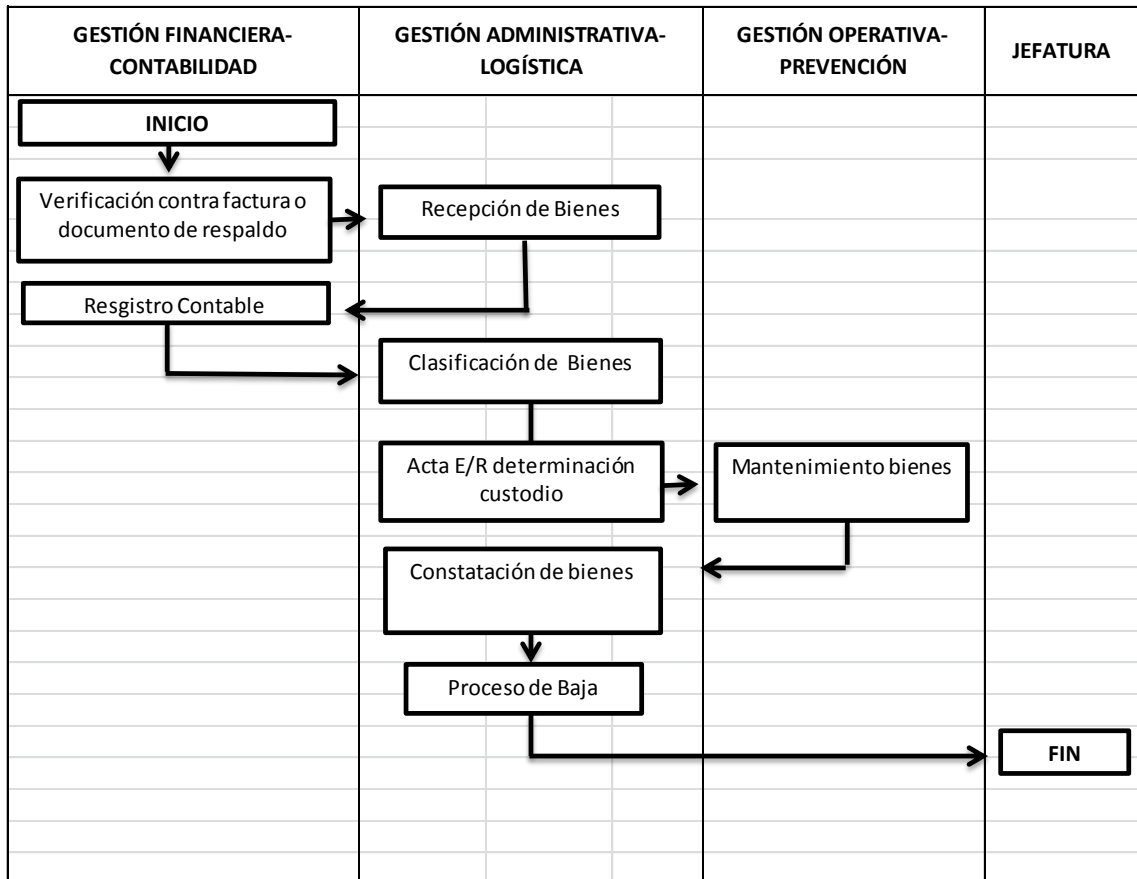 GESTIÓN FINANCIERA-
CONTABILIDAD
GESTIÓN ADMINISTRATIVA-
LOGÍSTICA
GESTIÓN OPERATIVA-
PREVENCIÓN
JEFATURA
INICIO
Verificación contra factura o
documento de respaldo
Recepción de Bienes
Resgistro Contable
Clasificación de Bienes
Acta E/R determinación
custodio
Mantenimiento bienes
Constatación de bienes
Proceso de Baja
FIN